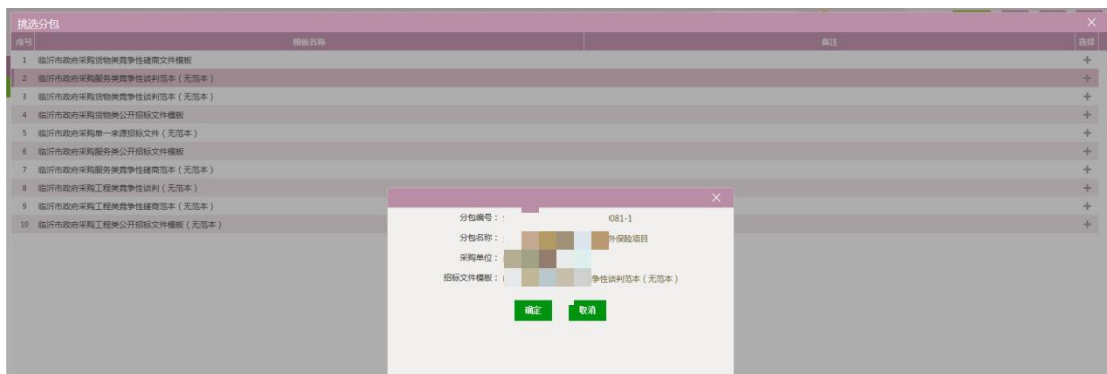 挑选分包
序号 模板名称 备注 选择
1 临沂市政府采购货物类竞争性磋商文件模板
2 临沂市政府采购服务类竞争性谈判范本(无范本)
3 临沂市政府采购货物类竞争性谈判范本(无范本)
4 临沂市政府采购货物类公开招标文件模板
5 临沂市政府采购单一来源招标文件(无范本)
6 临沂市政府采购服务类公开招标文件模板
7 临沂市政府采购服务类竞争性磋商范本(无范本)
8 临沂市政府采购工程类竞争性谈判(无范本)
9 临沂市政府采购工程类竞争性磋商范本(无范本)
10 临沂市政府采购工程类公开招标文件模板(无范本)
分包编号: 081-1
分包名称: 外保险项目
采购单位:
招标文件模板: 争性谈判范本(无范本)
确定 取消